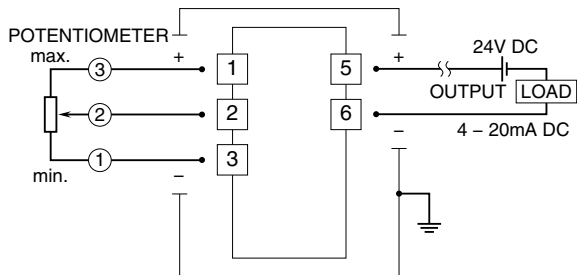 POTENTIOMETER
max.
+
+
24V DC
3
1
5
OUTPUT
LOAD
2
2
6
4 – 20mA DC
1
3
min.
–
–